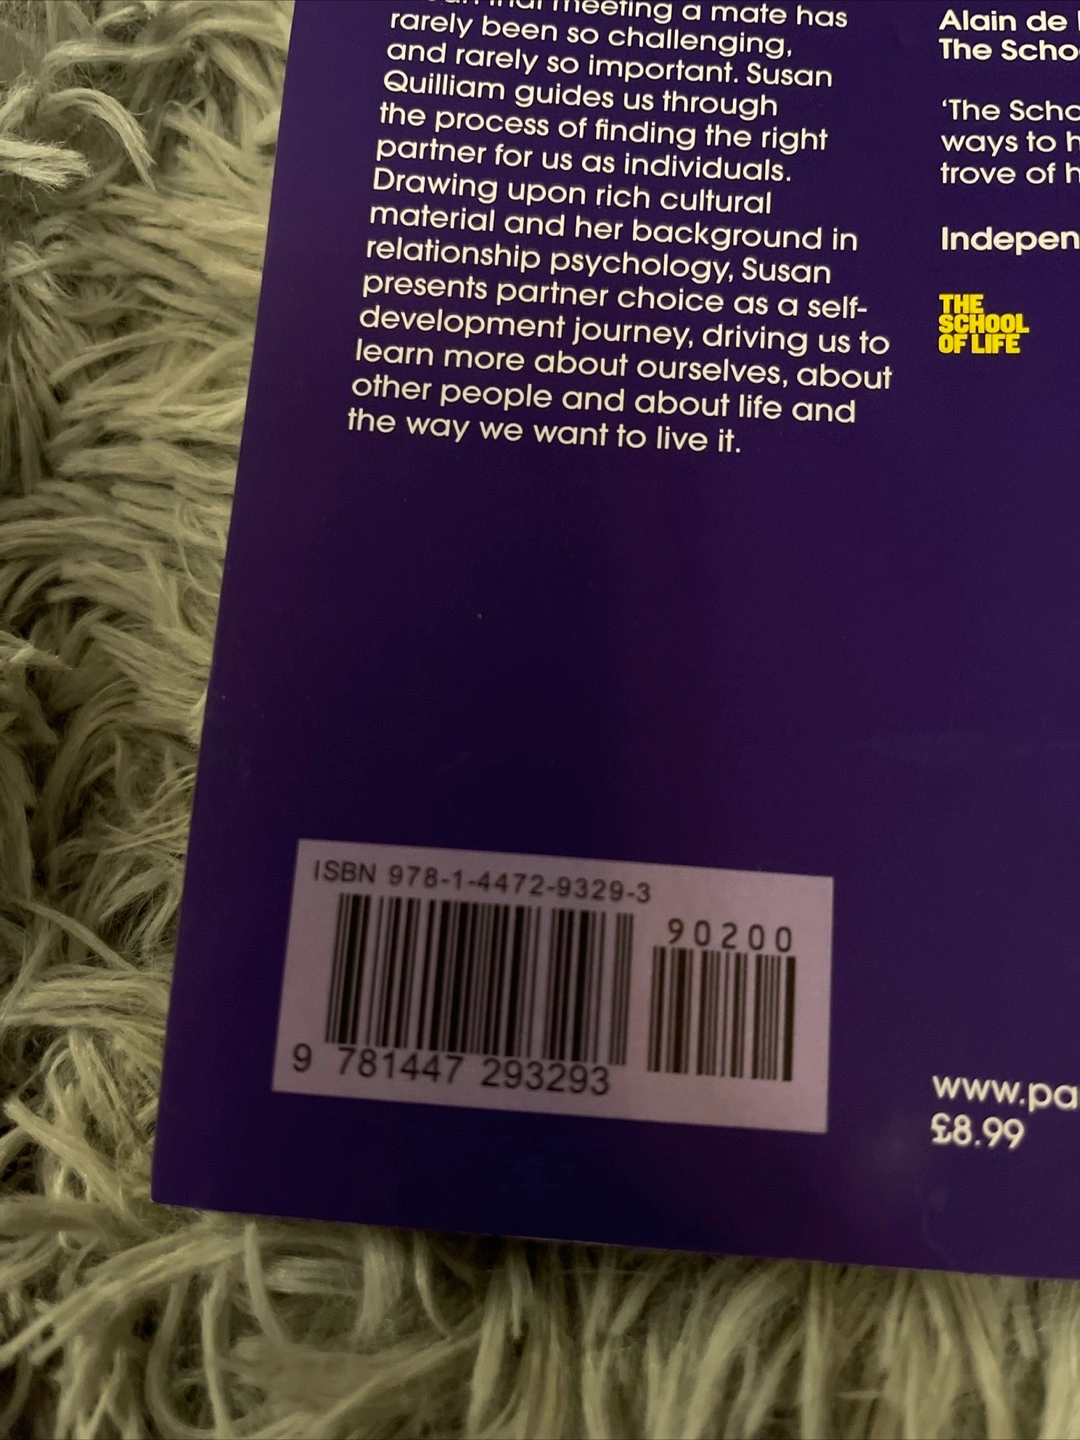 meeting a mate has
rarely been so challenging,
and rarely so important. Susan
Quilliam guides us through
the process of finding the right
partner for us as individuals.
Drawing upon rich cultural
material and her background in
relationship psychology, Susan
presents partner choice as a self-
development journey, driving us to
learn more about ourselves, about
other people and about life and
the way we want to live it.
Alain de
The Scho
‘The Scho
ways to h
trove of h
Indepen
THE
SCHOOL
OF LIFE
ISBN 978-1-4472-9329-3
90200
9 781447 293293
www.pa
£8.99